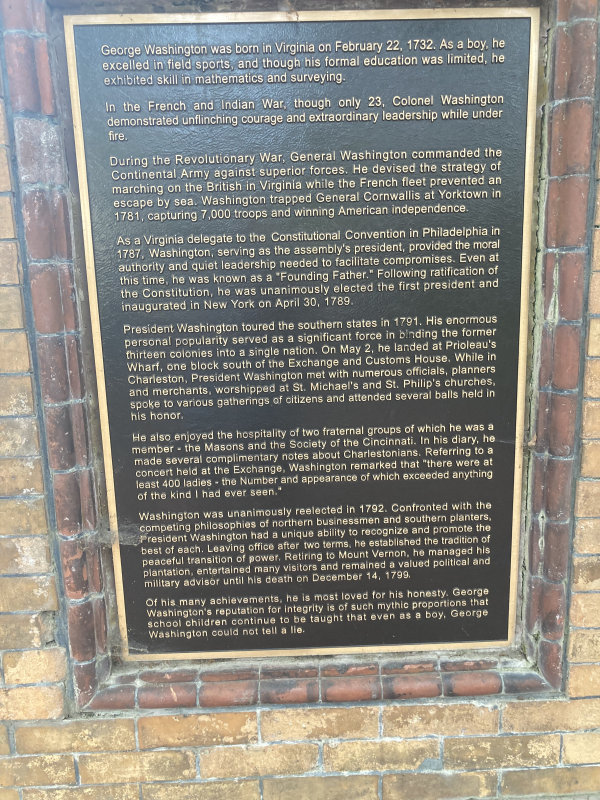 George Washington was born in Virginia on February 22, 1732. As a boy, he
excelled in field sports, and though his formal education was limited, he
exhibited skill in mathematics and surveying.
In the French and Indian War, though only 23, Colonel Washington
demonstrated unflinching courage and extraordinary leadership while under
fire.
During the Revolutionary War, General Washington commanded the
Continental Army against superior forces. He devised the strategy of
marching on the British in Virginia while the French fleet prevented an
escape by sea. Washington trapped General Cornwallis at Yorktown in
1781, capturing 7,000 troops and winning American independence.
As a Virginia delegate to the Constitutional Convention in Philadelphia in
1787, Washington, serving as the assembly's president, provided the moral
authority and quiet leadership needed to facilitate compromises. Even at
this time, he was known as a "Founding Father." Following ratification of
the Constitution, he was unanimously elected the first president and
inaugurated in New York on April 30, 1789.
President Washington toured the southern states in 1791. His enormous
personal popularity served as a significant force in binding the former
thirteen colonies into a single nation. On May 2, he landed at Prioleau's
Wharf, one block south of the Exchange and Customs House. While in
Charleston, President Washington met with numerous officials, planners
and merchants, worshipped at St. Michael's and St. Philip's churches,
spoke to various gatherings of citizens and attended several balls held in
his honor.
He also enjoyed the hospitality of two fraternal groups of which he was a
member - the Masons and the Society of the Cincinnati. In his diary, he
made several complimentary notes about Charlestonians. Referring to a
concert held at the Exchange, Washington remarked that "there were at
least 400 ladies - the Number and appearance of which exceeded anything
of the kind I had ever seen."
Washington was unanimously reelected in 1792. Confronted with the
competing philosophies of northern businessmen and southern planters,
President Washington had a unique ability to recognize and promote the
best of each. Leaving office after two terms, he established the tradition of
peaceful transition of power. Retiring to Mount Vernon, he managed his
plantation, entertained many visitors and remained a valued political and
military advisor until his death on December 14, 1799.
Of his many achievements, he is most loved for his honesty. George
Washington's reputation for integrity is of such mythic proportions that
school children continue to be taught that even as a boy, George
Washington could not tell a lie.